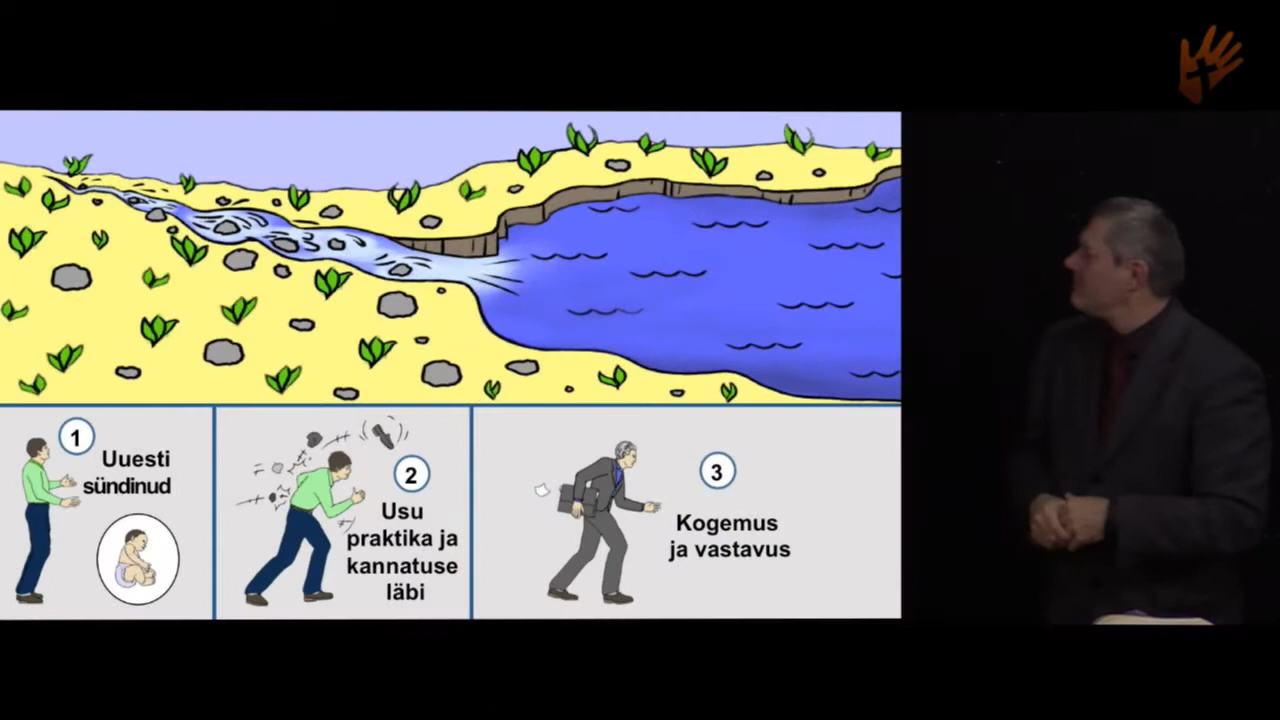 1
Uuesti
sündinud
2
Usu
praktika ja
kannatuse
läbi
3
Kogemus
ja vastavus